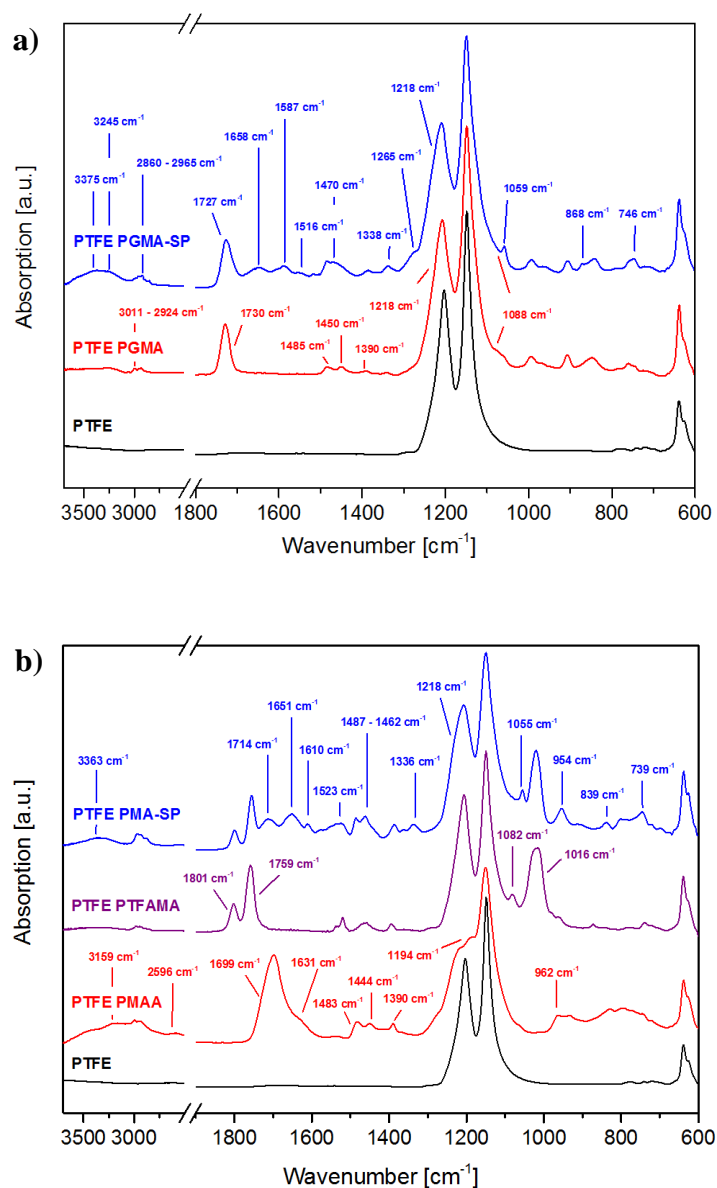 a)
3245 cm⁻¹
1587 cm⁻¹
1218 cm⁻¹
1658 cm⁻¹
3375 cm⁻¹
2860 - 2965 cm⁻¹
1265 cm⁻¹
1470 cm⁻¹
1727 cm⁻¹
1516 cm⁻¹
1338 cm⁻¹
1059 cm⁻¹
868 cm⁻¹
746 cm⁻¹
PTFE PGMA-SP
3011 - 2924 cm⁻¹
1730 cm⁻¹
1450 cm⁻¹
1218 cm⁻¹
1088 cm⁻¹
PTFE PGMA
1485 cm⁻¹
1390 cm⁻¹
PTFE
Absorption [a.u.]
3500 3000 1800 1600 1400 1200 1000 800 600
Wavenumber [cm⁻¹]
b)
1651 cm⁻¹
1218 cm⁻¹
1487 - 1462 cm⁻¹
1714 cm⁻¹
1610 cm⁻¹
1055 cm⁻¹
3363 cm⁻¹
1523 cm⁻¹
1336 cm⁻¹
954 cm⁻¹
739 cm⁻¹
839 cm⁻¹
PTFE PMA-SP
1759 cm⁻¹
1082 cm⁻¹
1801 cm⁻¹
1016 cm⁻¹
PTFE PTFAMA
3159 cm⁻¹
2596 cm⁻¹
1699 cm⁻¹
1631 cm⁻¹
1194 cm⁻¹
1444 cm⁻¹
962 cm⁻¹
1483 cm⁻¹
1390 cm⁻¹
PTFE PMAA
PTFE
Absorption [a.u.]
3500 3000 1800 1600 1400 1200 1000 800 600
Wavenumber [cm⁻¹]